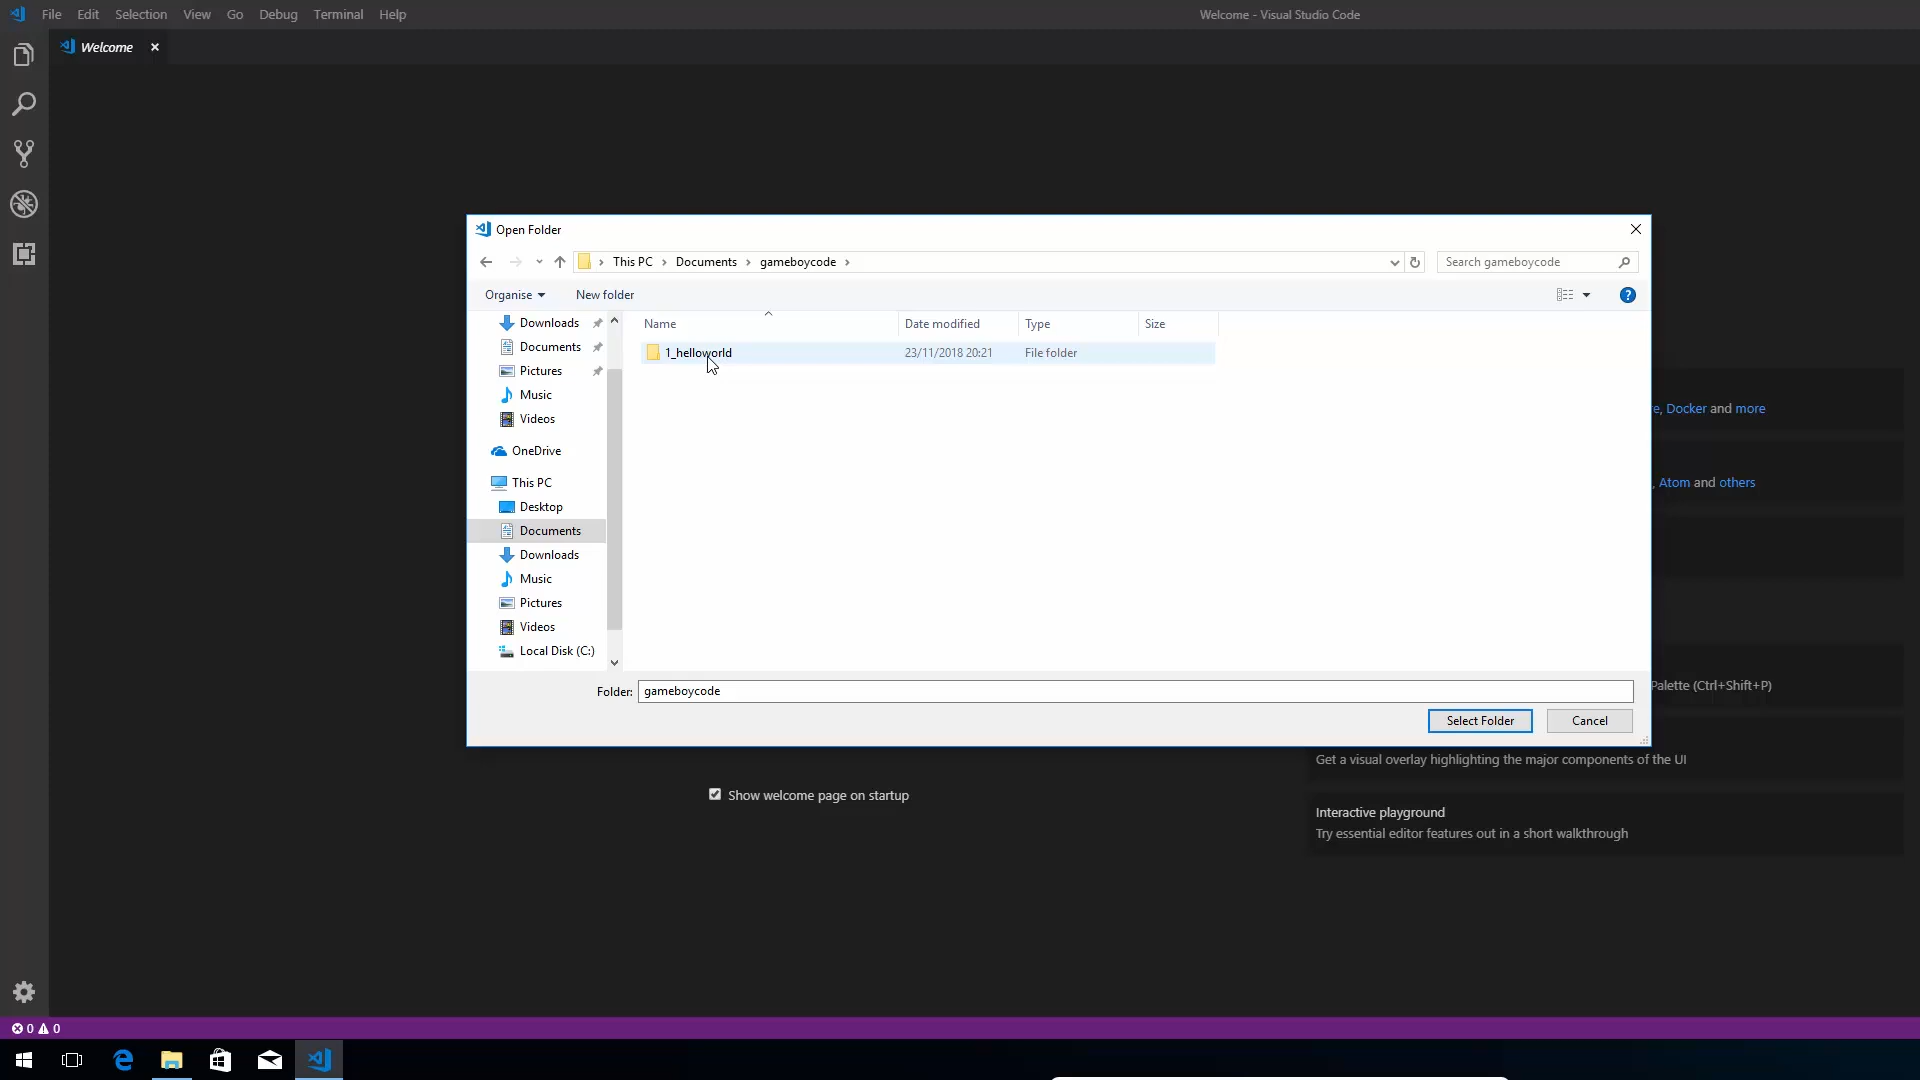 File Edit Selection View Go Debug Terminal Help
Welcome - Visual Studio Code
Welcome
Open Folder
This PC > Documents > gameboycode >
Search gameboycode
Organise
New folder
Name
Date modified
Type
Size
Downloads
Documents
Pictures
Music
Videos
OneDrive
This PC
Desktop
Documents
Downloads
Music
Pictures
Videos
Local Disk (C:)
1_helloworld 23/11/2018 20:21 File folder
Folder: gameboycode
Select Folder
Cancel
, Docker and more
, Atom and others
Palette (Ctrl+Shift+P)
Get a visual overlay highlighting the major components of the UI
Show welcome page on startup
Interactive playground
Try essential editor features out in a short walkthrough
0 0